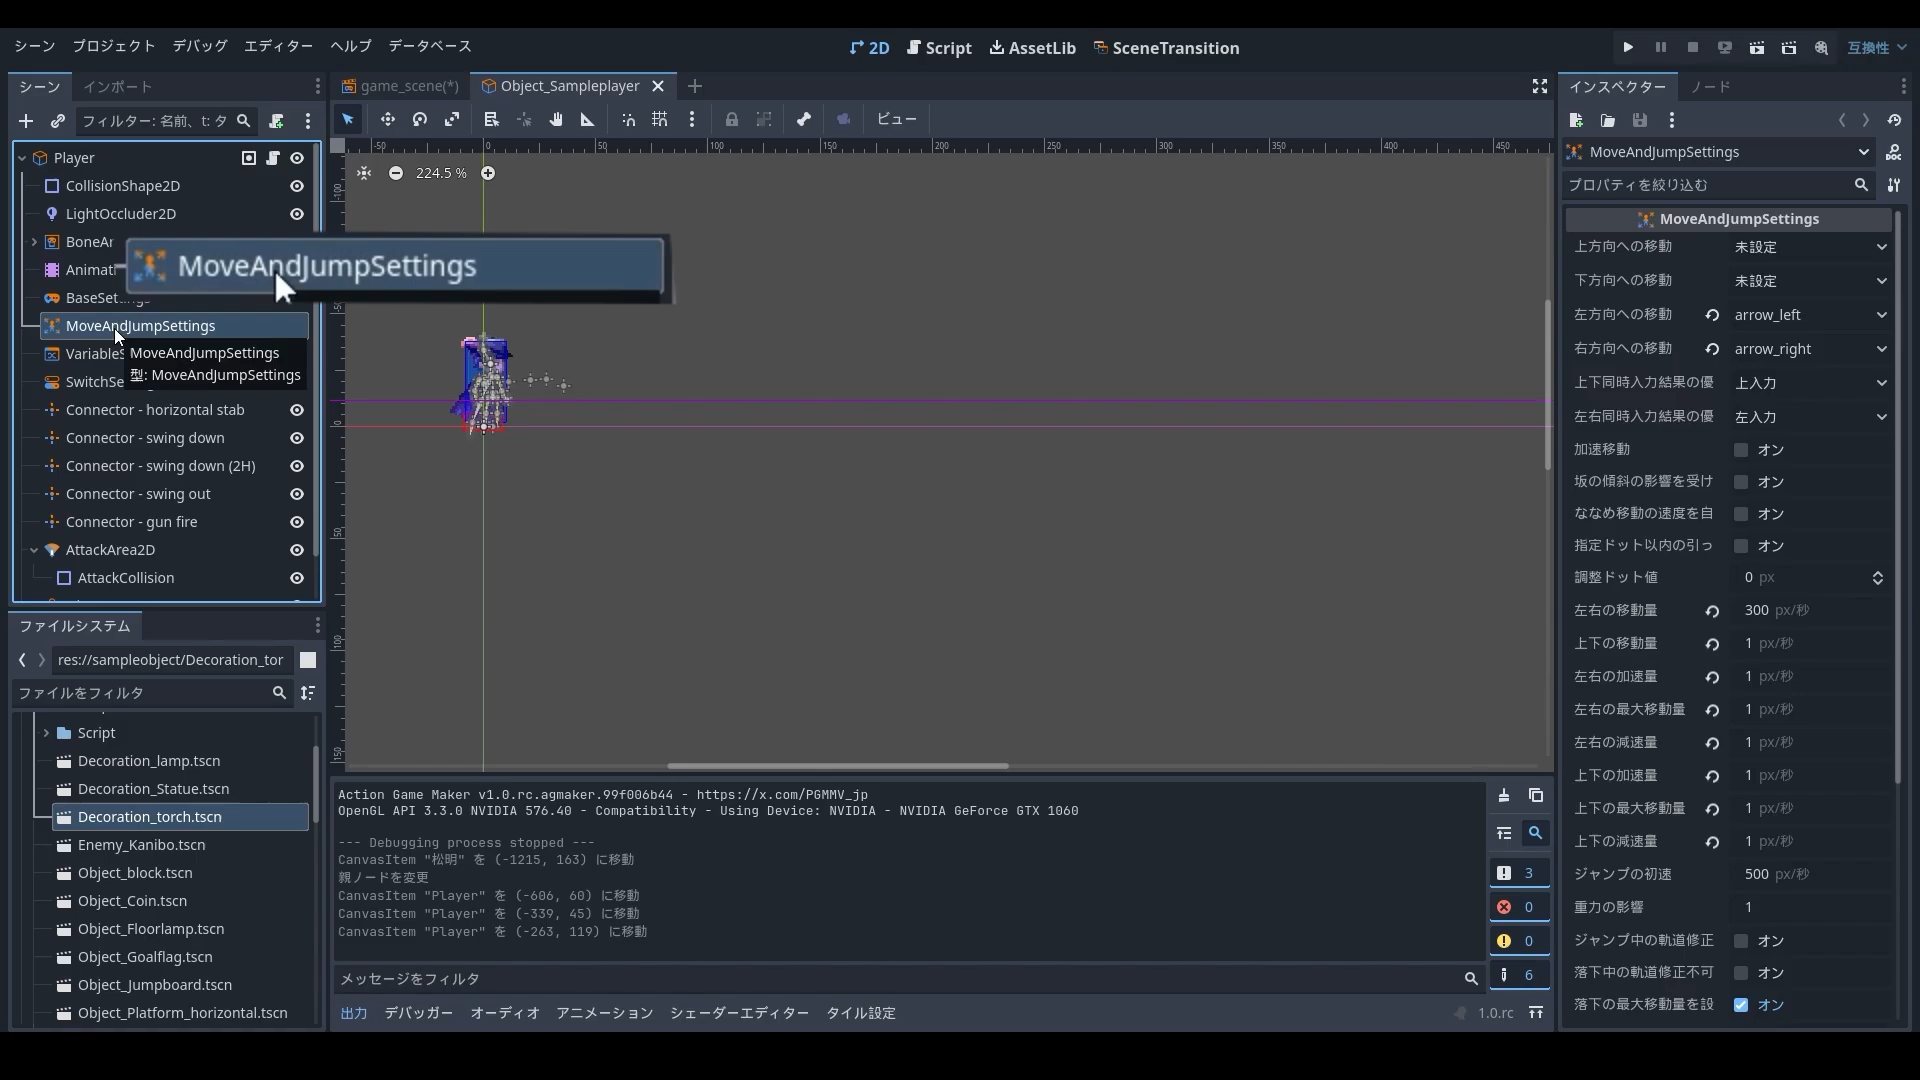 シーン プロジェクト デバッグ エディター ヘルプ データベース
2D Script AssetLib SceneTransition
互換性
シーン インポート
game_scene(*) Object_Sampleplayer
インスペクター ノード
フィルター: 名前、t: タ
ビュー
-50 0 50 100 150 200 250 300 350 400 450
224.5 %
Player
CollisionShape2D
LightOccluder2D
BoneAr
Animati
BaseSettings
MoveAndJumpSettings
MoveAndJumpSettings
MoveAndJumpSettings
型: MoveAndJumpSettings
VariableS
SwitchSe
Connector - horizontal stab
Connector - swing down
Connector - swing down (2H)
Connector - swing out
Connector - gun fire
AttackArea2D
AttackCollision
ファイルシステム
res://sampleobject/Decoration_tor
ファイルをフィルタ
Script
Decoration_lamp.tscn
Decoration_Statue.tscn
Decoration_torch.tscn
Enemy_Kanibo.tscn
Object_block.tscn
Object_Coin.tscn
Object_Floorlamp.tscn
Object_Goalflag.tscn
Object_Jumpboard.tscn
Object_Platform_horizontal.tscn
-100
-50
0
50
100
150
Action Game Maker v1.0.rc.agmaker.99f006b44 - https://x.com/PGMMV_jp
OpenGL API 3.3.0 NVIDIA 576.40 - Compatibility - Using Device: NVIDIA - NVIDIA GeForce GTX 1060
--- Debugging process stopped ---
CanvasItem "松明" を (-1215, 163) に移動
親ノードを変更
CanvasItem "Player" を (-606, 60) に移動
CanvasItem "Player" を (-339, 45) に移動
CanvasItem "Player" を (-263, 119) に移動
3
0
0
6
メッセージをフィルタ
出力 デバッガー オーディオ アニメーション シェーダーエディター タイル設定
1.0.rc
MoveAndJumpSettings
プロパティを絞り込む
MoveAndJumpSettings
上方向への移動 未設定
下方向への移動 未設定
左方向への移動 arrow_left
右方向への移動 arrow_right
上下同時入力結果の優 上入力
左右同時入力結果の優 左入力
加速移動 オン
坂の傾斜の影響を受け オン
ななめ移動の速度を自 オン
指定ドット以内の引っ オン
調整ドット値 0 px
左右の移動量 300 px/秒
上下の移動量 1 px/秒
左右の加速量 1 px/秒
左右の最大移動量 1 px/秒
左右の減速量 1 px/秒
上下の加速量 1 px/秒
上下の最大移動量 1 px/秒
上下の減速量 1 px/秒
ジャンプの初速 500 px/秒
重力の影響 1
ジャンプ中の軌道修正 オン
落下中の軌道修正不可 オン
落下の最大移動量を設 オン